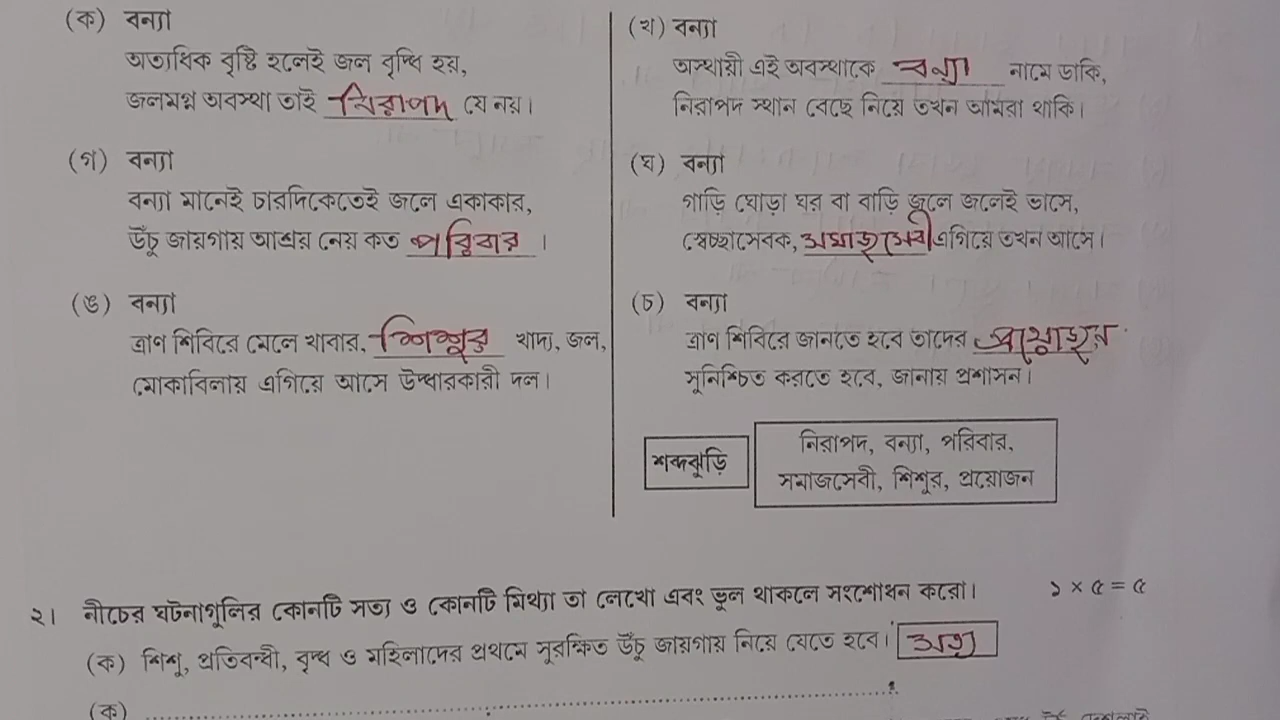 (ক) বন্যা
অত্যধিক বৃষ্টি হলেই জল বৃদ্ধি হয়,
জলমগ্ন অবস্থা তাই নিরাপদ যে নয়।
(খ) বন্যা
অস্থায়ী এই অবস্থাকে বন্যা নামে ডাকি,
নিরাপদ স্থান বেছে নিয়ে তখন আমরা থাকি।
(গ) বন্যা
বন্যা মানেই চারদিকেতেই জলে একাকার,
উঁচু জায়গায় আশ্রয় নেয় কত পরিবার।
(ঘ) বন্যা
গাড়ি ঘোড়া ঘর বা বাড়ি জলে জলেই ভাসে,
স্বেচ্ছাসেবক, সমাজসেবী এগিয়ে তখন আসে।
(ঙ) বন্যা
ত্রাণ শিবিরে মেলে খাবার, শিশুর খাদ্য, জল,
মোকাবিলায় এগিয়ে আসে উদ্ধারকারী দল।
(চ) বন্যা
ত্রাণ শিবিরে জানতে হবে তাদের প্রয়োজন
সুনিশ্চিত করতে হবে, জানায় প্রশাসন।
শব্দঝুড়ি
নিরাপদ, বন্যা, পরিবার,
সমাজসেবী, শিশুর, প্রয়োজন
২। নীচের ঘটনাগুলির কোনটি সত্য ও কোনটি মিথ্যা তা লেখো এবং ভুল থাকলে সংশোধন করো। ১ × ৫ = ৫
(ক) শিশু, প্রতিবন্ধী, বৃদ্ধ ও মহিলাদের প্রথমে সুরক্ষিত উঁচু জায়গায় নিয়ে যেতে হবে। সত্য
(ক) ................................